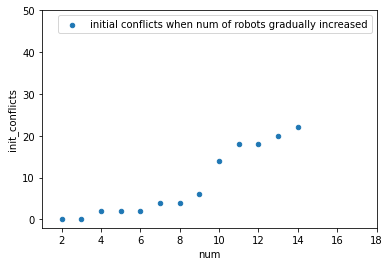 initial conflicts when num of robots gradually increased
50
40
30
20
10
0
init_conflicts
2 4 6 8 10 12 14 16 18
num